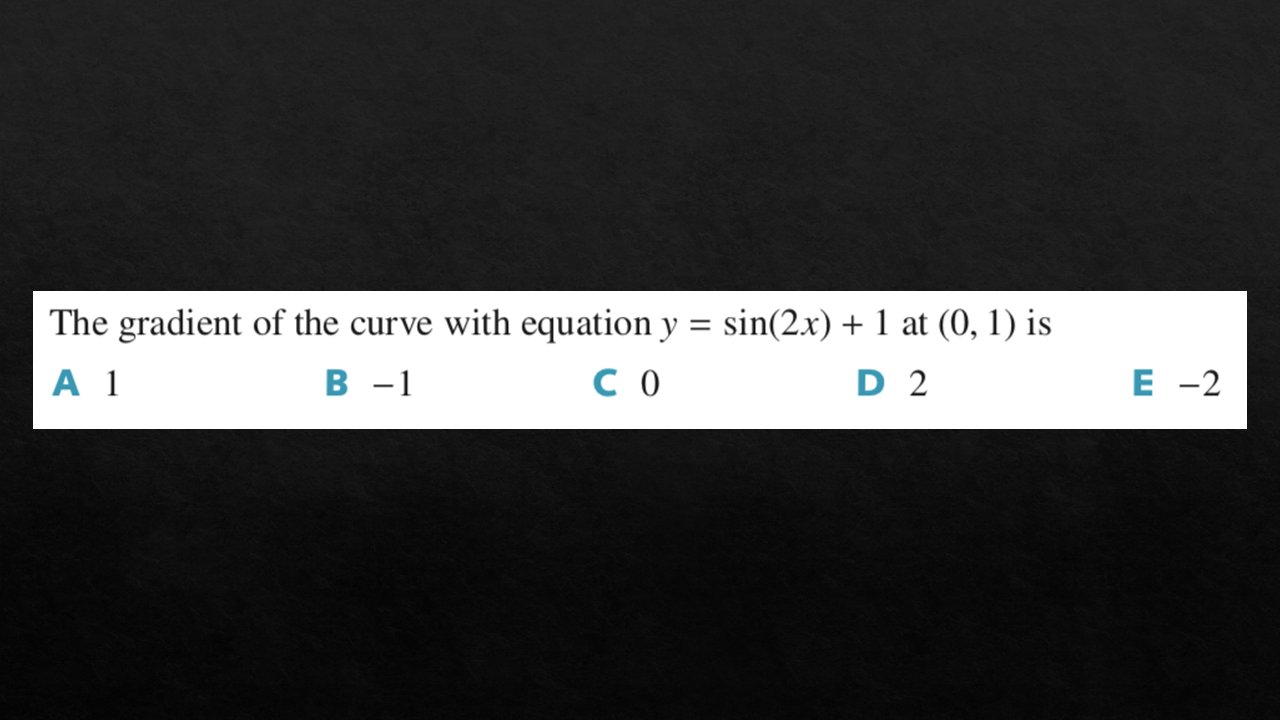 The gradient of the curve with equation y = sin(2x) + 1 at (0, 1) is
A 1 B −1 C 0 D 2 E −2